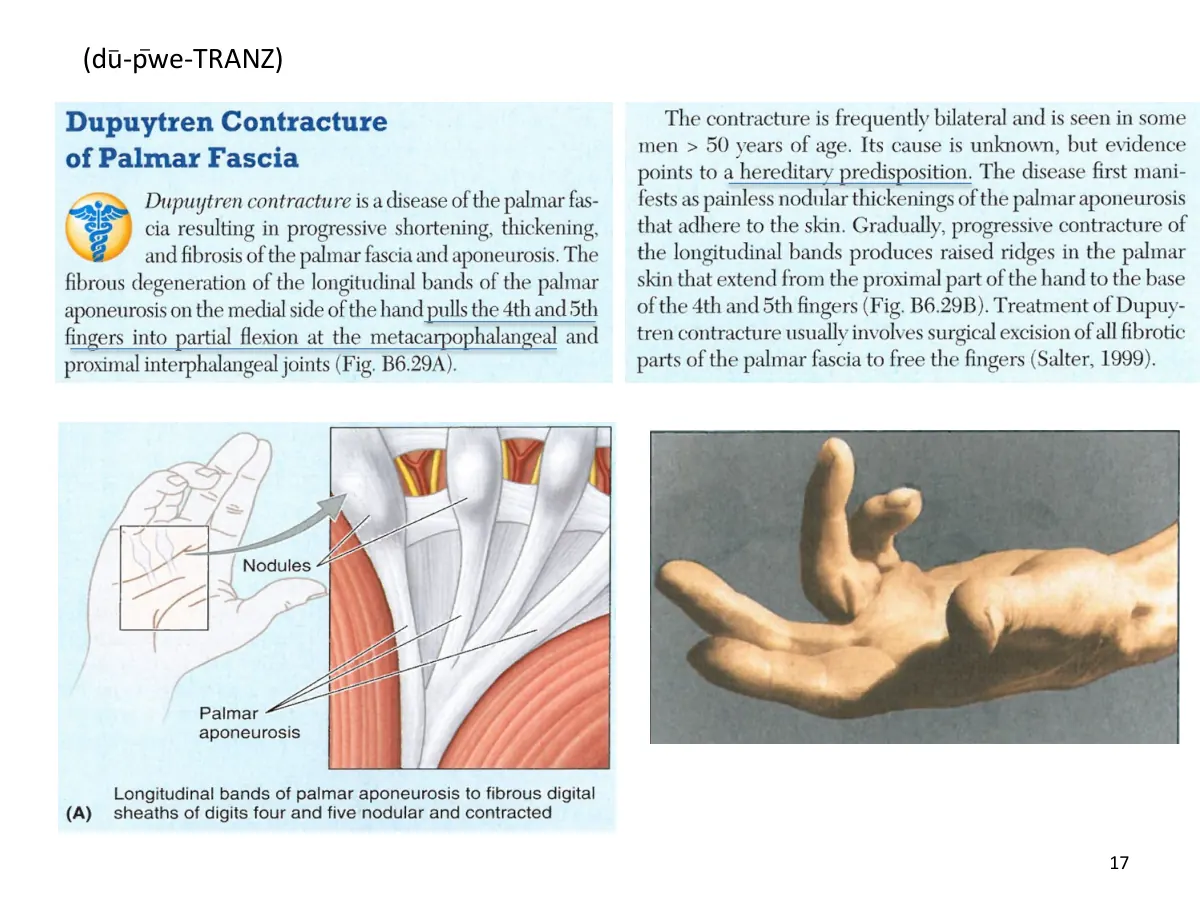 (dū-p̄we-TRANZ)
Dupuytren Contracture
of Palmar Fascia
Dupuytren contracture is a disease of the palmar fas-
cia resulting in progressive shortening, thickening,
and fibrosis of the palmar fascia and aponeurosis. The
fibrous degeneration of the longitudinal bands of the palmar
aponeurosis on the medial side of the hand pulls the 4th and 5th
fingers into partial flexion at the metacarpophalangeal and
proximal interphalangeal joints (Fig. B6.29A).
The contracture is frequently bilateral and is seen in some
men > 50 years of age. Its cause is unknown, but evidence
points to a hereditary predisposition. The disease first mani-
fests as painless nodular thickenings of the palmar aponeurosis
that adhere to the skin. Gradually, progressive contracture of
the longitudinal bands produces raised ridges in the palmar
skin that extend from the proximal part of the hand to the base
of the 4th and 5th fingers (Fig. B6.29B). Treatment of Dupuy-
tren contracture usually involves surgical excision of all fibrotic
parts of the palmar fascia to free the fingers (Salter, 1999).
Nodules
Palmar
aponeurosis
Longitudinal bands of palmar aponeurosis to fibrous digital
(A) sheaths of digits four and five nodular and contracted
17